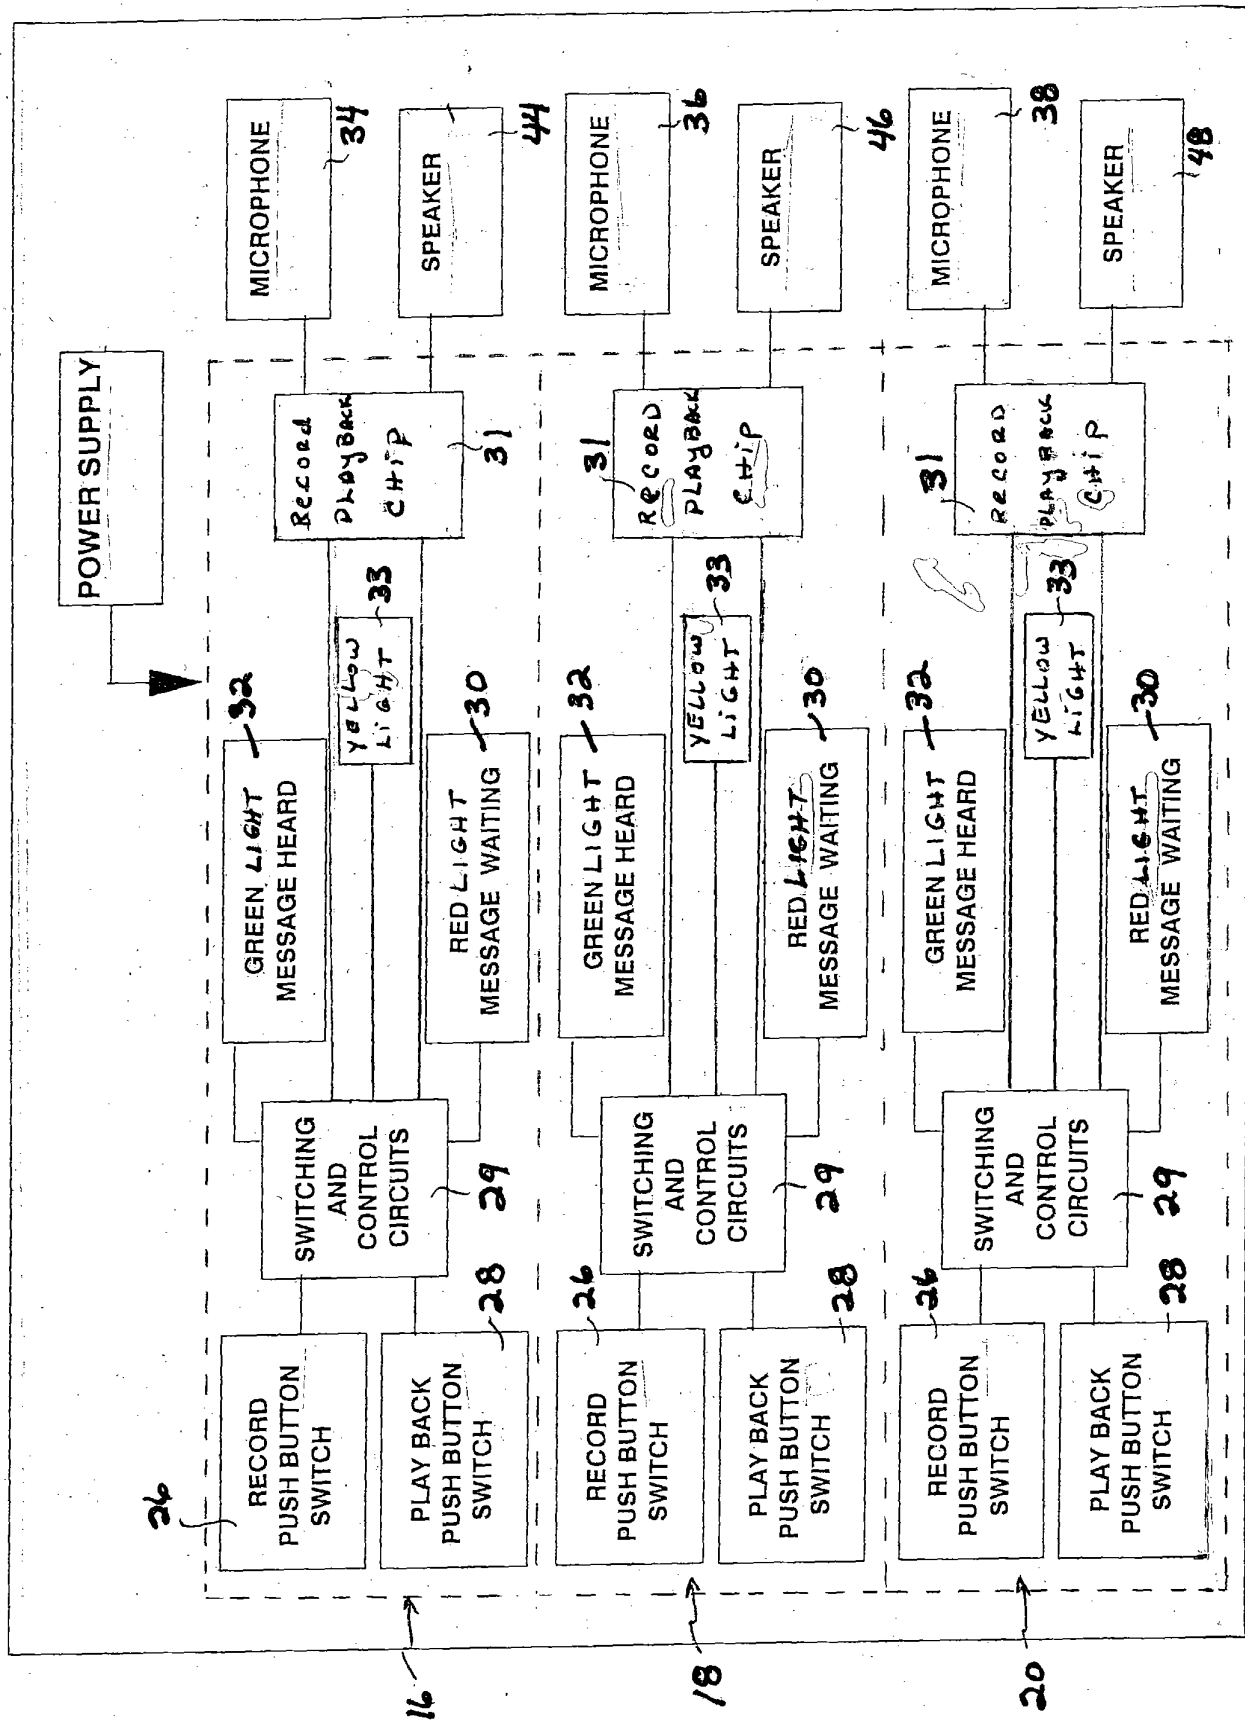 POWER SUPPLY
26
RECORD
PUSH BUTTON
SWITCH
PLAY BACK
PUSH BUTTON
SWITCH
28
SWITCHING
AND
CONTROL
CIRCUITS
29
GREEN LIGHT
MESSAGE HEARD
32
YELLOW
LIGHT
33
RED LIGHT
MESSAGE WAITING
30
Record
PLAYBACK
CHIP
31
MICROPHONE
34
SPEAKER
44
16
26
RECORD
PUSH BUTTON
SWITCH
PLAY BACK
PUSH BUTTON
SWITCH
28
SWITCHING
AND
CONTROL
CIRCUITS
29
GREEN LIGHT
MESSAGE HEARD
32
YELLOW
LIGHT
33
RED LIGHT
MESSAGE WAITING
30
31
RECORD
PLAYBACK
CHIP
MICROPHONE
36
SPEAKER
46
18
26
RECORD
PUSH BUTTON
SWITCH
PLAY BACK
PUSH BUTTON
SWITCH
28
SWITCHING
AND
CONTROL
CIRCUITS
29
GREEN LIGHT
MESSAGE HEARD
32
YELLOW
LIGHT
33
RED LIGHT
MESSAGE WAITING
30
31
RECORD
PLAYBACK
CHIP
MICROPHONE
38
SPEAKER
48
20